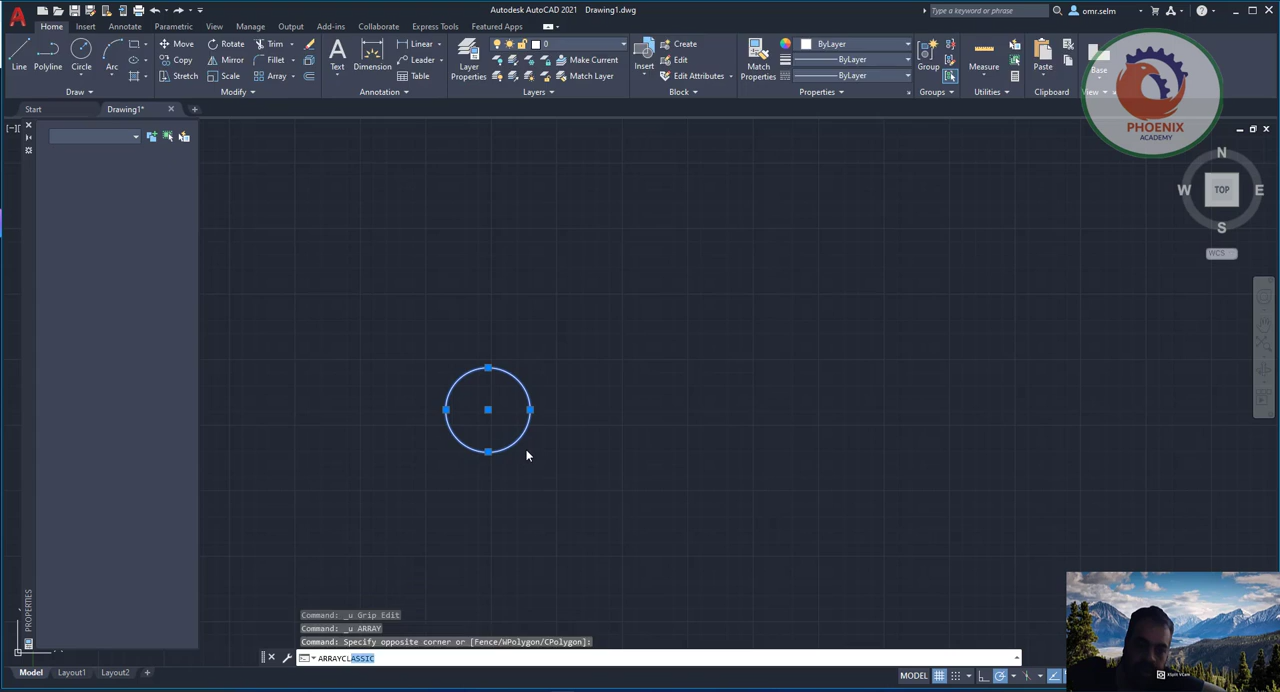 Autodesk AutoCAD 2021 Drawing1.dwg
Type a keyword or phrase
omr.selm
Home Insert Annotate Parametric View Manage Output Add-ins Collaborate Express Tools Featured Apps
Line Polyline Circle Arc
Move Rotate Trim
Copy Mirror Fillet
Stretch Scale Array
Text Dimension
Linear
Leader
Table
Layer Properties
0
Make Current
Match Layer
Insert
Create
Edit
Edit Attributes
Match Properties
ByLayer
ByLayer
ByLayer
Group
Measure
Paste
Base
Draw Modify Annotation Layers Block Properties Groups Utilities Clipboard View
PHOENIX
ACADEMY
Start Drawing1*
N
W TOP E
S
WCS
PROPERTIES
Command: _u Grip Edit
Command: _u ARRAY
Command: Specify opposite corner or [Fence/WPolygon/CPolygon]:
ARRAYCLASSIC
Model Layout1 Layout2
MODEL